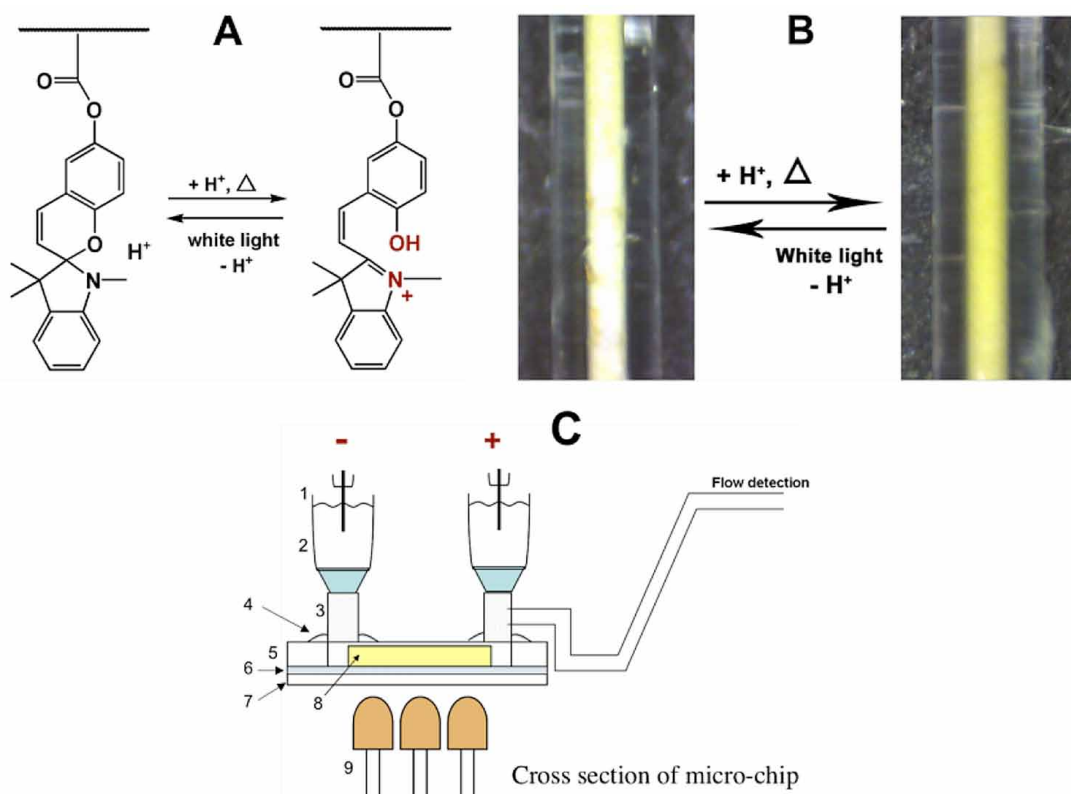 A
O
O
O
N
H⁺
+ H⁺, △
white light
- H⁺
O
O
OH
N
+
B
+ H⁺, △
White light
- H⁺
C
-
+
Flow detection
1
2
3
4
5
6
7
8
9
Cross section of micro-chip